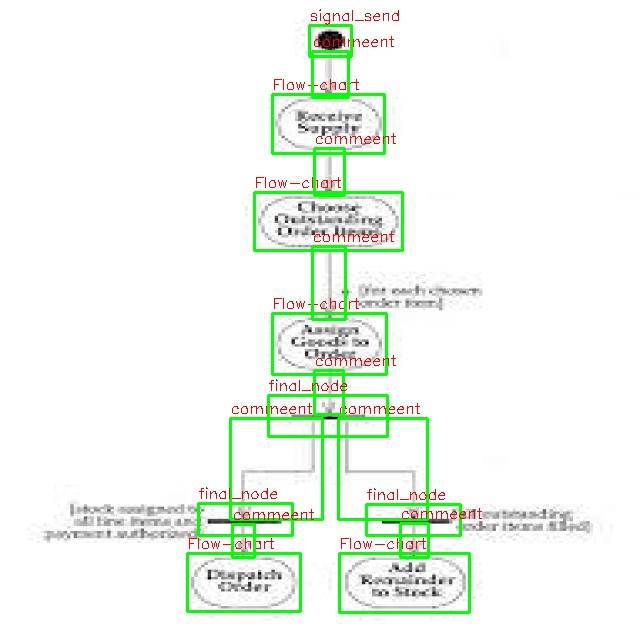 signal_send
commeent
Flow-chart
Receive
Supply
commeent
Flow-chart
Choose
Outstanding
Order Items
commeent
[for each chosen
order item]
Flow-chart
Assign
Goods to
Order
commeent
final_node
commeent
commeent
final_node
final_node
[stock assigned to
all line items and
payment authorized]
commeent
commeent
outstanding
order items filled]
Flow-chart
Flow-chart
Dispatch
Order
Add
Remainder
to Stock